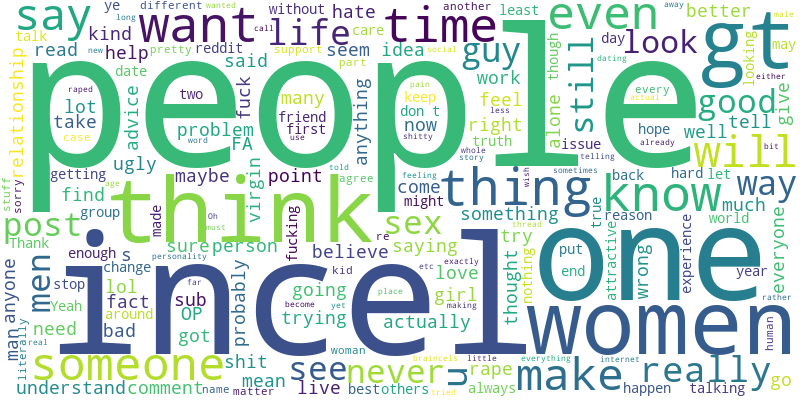 say
ye
different
wanted
want
time
without
hate
another
least
even
away
male
long
talk
kind
reddit
life
seem
care
idea
guy
look
day
though
better
may
call
new
pretty
support
part
social
dating
looking
either
read
help
said
work
gt
relationship
date
raped
lot
take
case
advice
two
fuck
many
friend
first
anything
keep
don t
now
feel
right
truth
pain
less
shitty
still
alone
every
actual
good
tell
give
people
problem
FA
word
use
whole
story
issue
hope
already
well
will
ugly
getting
virgin
maybe
point
told
agree
come
might
feeling
wish
telling
sometimes
true
back
reason
hard
let
bit
find
stuff
sorry
group
age
made
Oh
must
think
fucking
thing
something
know
much
way
world
everyone
post
Thank
sure
person
sex
saying
try
thread
one
enough
s
personality
re
believe
etc
exactly
thought
nothing
put
end
attractive
wrong
experience
year
rather
men
stop
change
far
kid
love
girl
lol
fact
sub
become
yet
place
making
going
incel
women
anyone
man
Yeah
around
OP
probably
trying
actually
need
bad
got
woman
human
literally
real
someone
shit
see
never
u
rape
braincels
little
everything
internet
make
really
go
understand
comment
name
mean
matter
live
best
others
always
tried
happen
talking